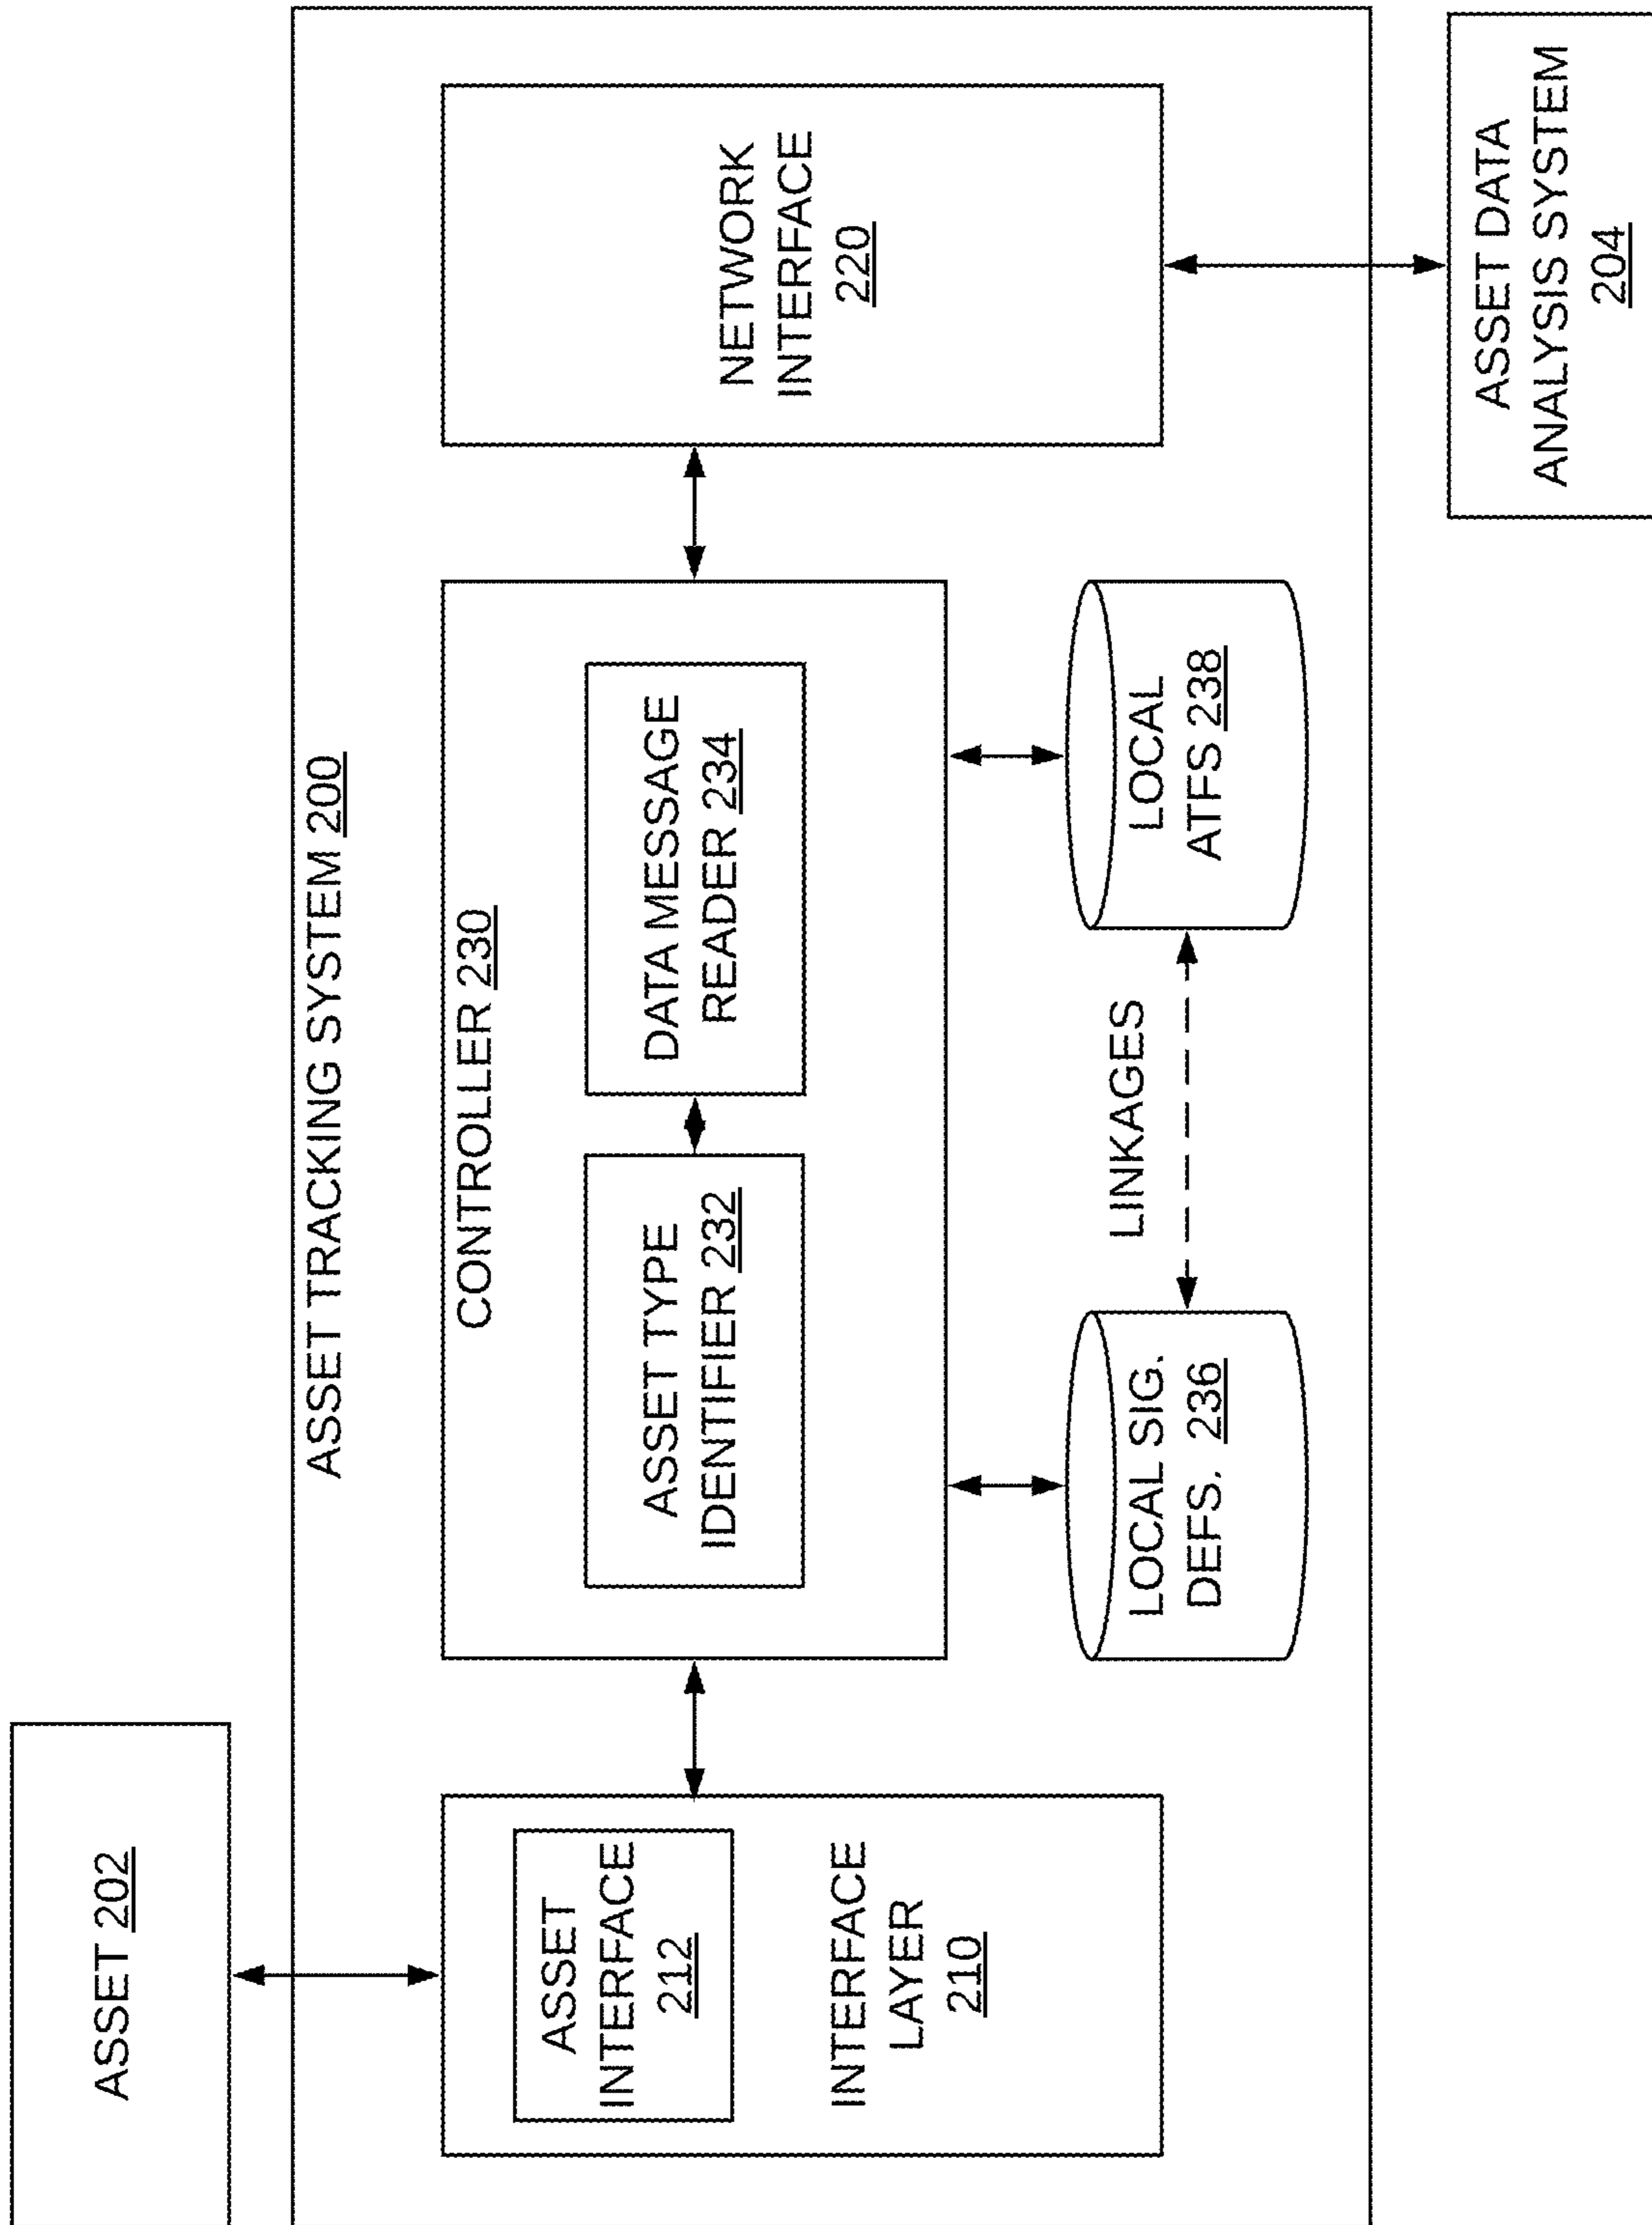 ASSET 202
ASSET TRACKING SYSTEM 200
ASSET
INTERFACE
212
INTERFACE
LAYER
210
CONTROLLER 230
ASSET TYPE
IDENTIFIER 232
DATA MESSAGE
READER 234
NETWORK
INTERFACE
220
LOCAL SIG.
DEFS. 236
LINKAGES
LOCAL
ATFS 238
ASSET DATA
ANALYSIS SYSTEM
204